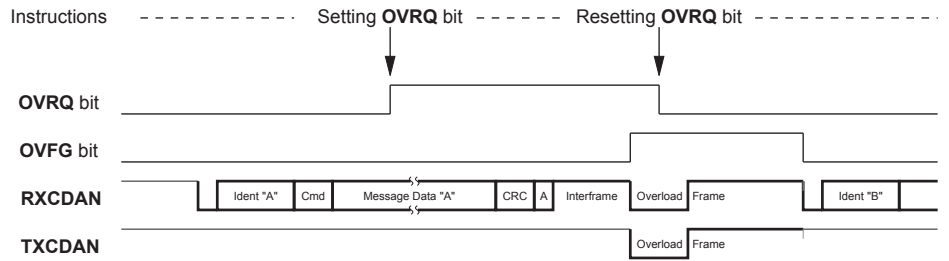 Instructions Setting OVRQ bit Resetting OVRQ bit
OVRQ bit
OVFG bit
RXCDAN Ident "A" Cmd Message Data "A" CRC A Interframe Overload Frame Ident "B"
TXCDAN Overload Frame